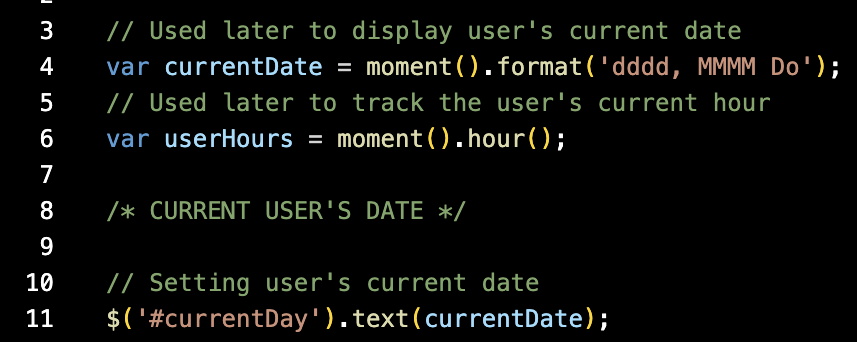 3 // Used later to display user's current date
4 var currentDate = moment().format('dddd, MMMM Do');
5 // Used later to track the user's current hour
6 var userHours = moment().hour();
7
8 /* CURRENT USER'S DATE */
9
10 // Setting user's current date
11 $('#currentDay').text(currentDate);